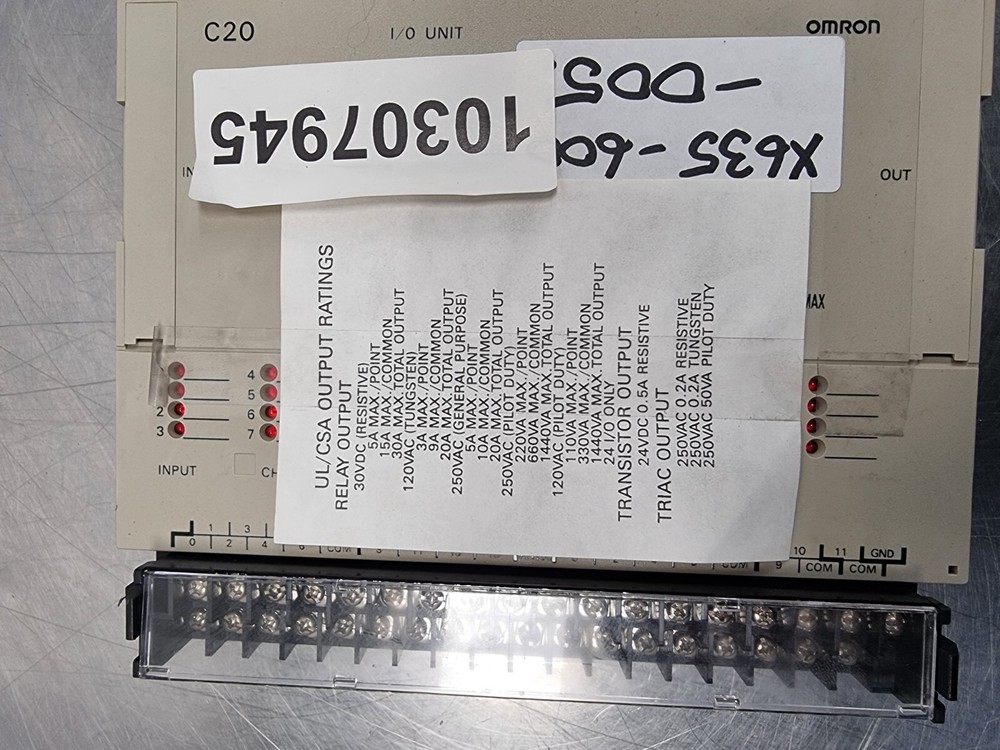 C20
I/O UNIT
OMRON
10307945
X635-60
-005
OUT
UL/CSA OUTPUT RATINGS
RELAY OUTPUT
30VDC (RESISTIVE)
5A MAX./POINT
15A MAX./COMMON
30A MAX.TOTAL OUTPUT
120VAC (TUNGSTEN)
3A MAX./POINT
9A MAX./COMMON
20A MAX.TOTAL OUTPUT
250VAC (GENERAL PURPOSE)
5A MAX./POINT
10A MAX./COMMON
20A MAX.TOTAL OUTPUT
250VAC (PILOT DUTY)
220VA MAX./POINT
660VA MAX./COMMON
1440VA MAX.TOTAL OUTPUT
120VAC (PILOT DUTY)
110VA MAX./POINT
330VA MAX./COMMON
1440VA MAX.TOTAL OUTPUT
24 I/O ONLY
TRANSISTOR OUTPUT
24VDC 0.5A RESISTIVE
TRIAC OUTPUT
250VAC 0.2A RESISTIVE
250VAC 0.2A TUNGSTEN
250VAC 50VA PILOT DUTY
MAX
4
5
2 6
3 7
INPUT CH
1 3
0 2 4 6 COM
COM 10 11 GND
9 COM COM